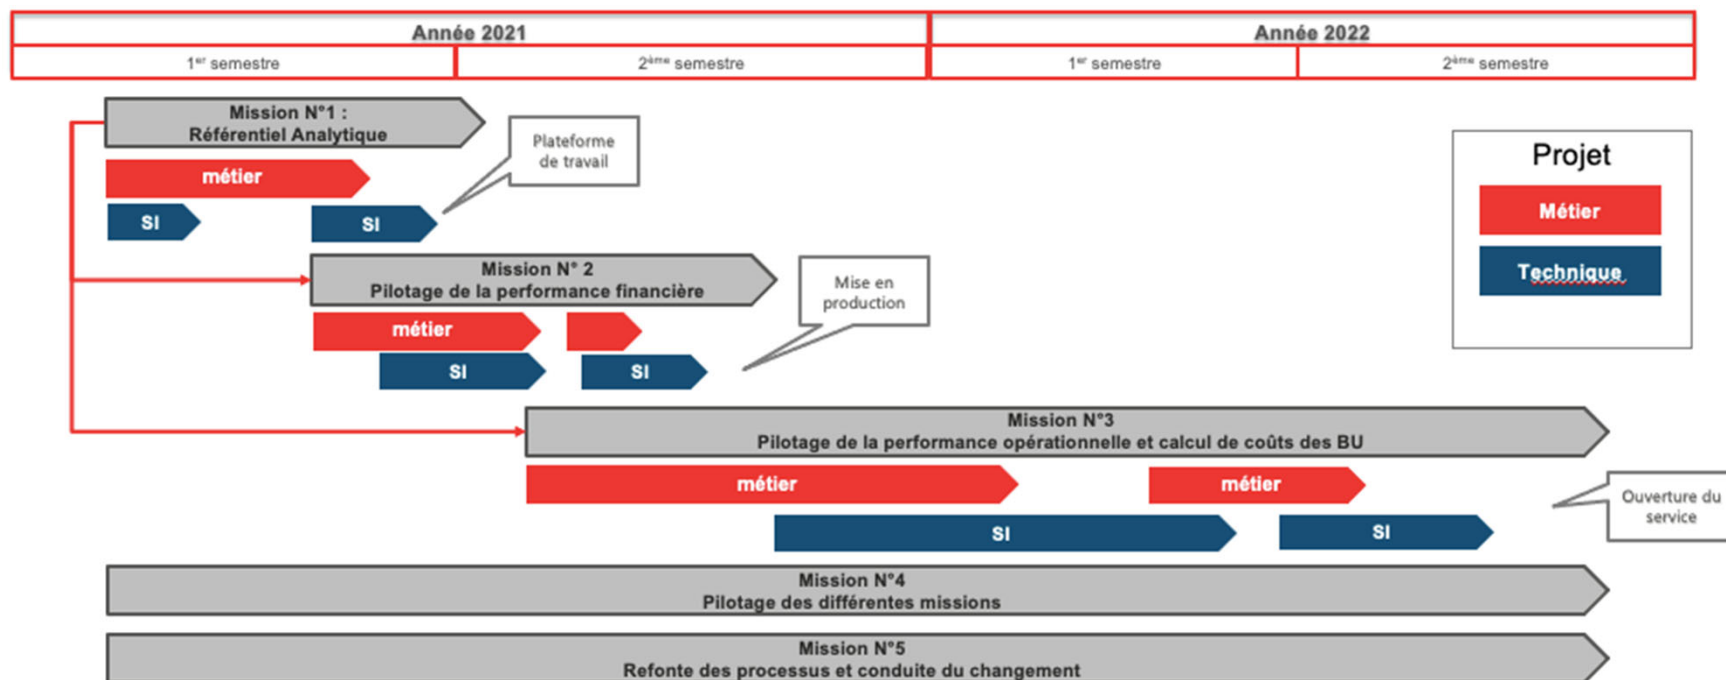 Année 2021
Année 2022
1er semestre
2ème semestre
1er semestre
2ème semestre
Mission N°1 :
Référentiel Analytique
Plateforme
de travail
métier
SI
SI
Projet
Métier
Technique
Mission N° 2
Pilotage de la performance financière
Mise en
production
métier
SI
SI
Mission N°3
Pilotage de la performance opérationnelle et calcul de coûts des BU
métier
métier
Ouverture du
service
SI
SI
Mission N°4
Pilotage des différentes missions
Mission N°5
Refonte des processus et conduite du changement